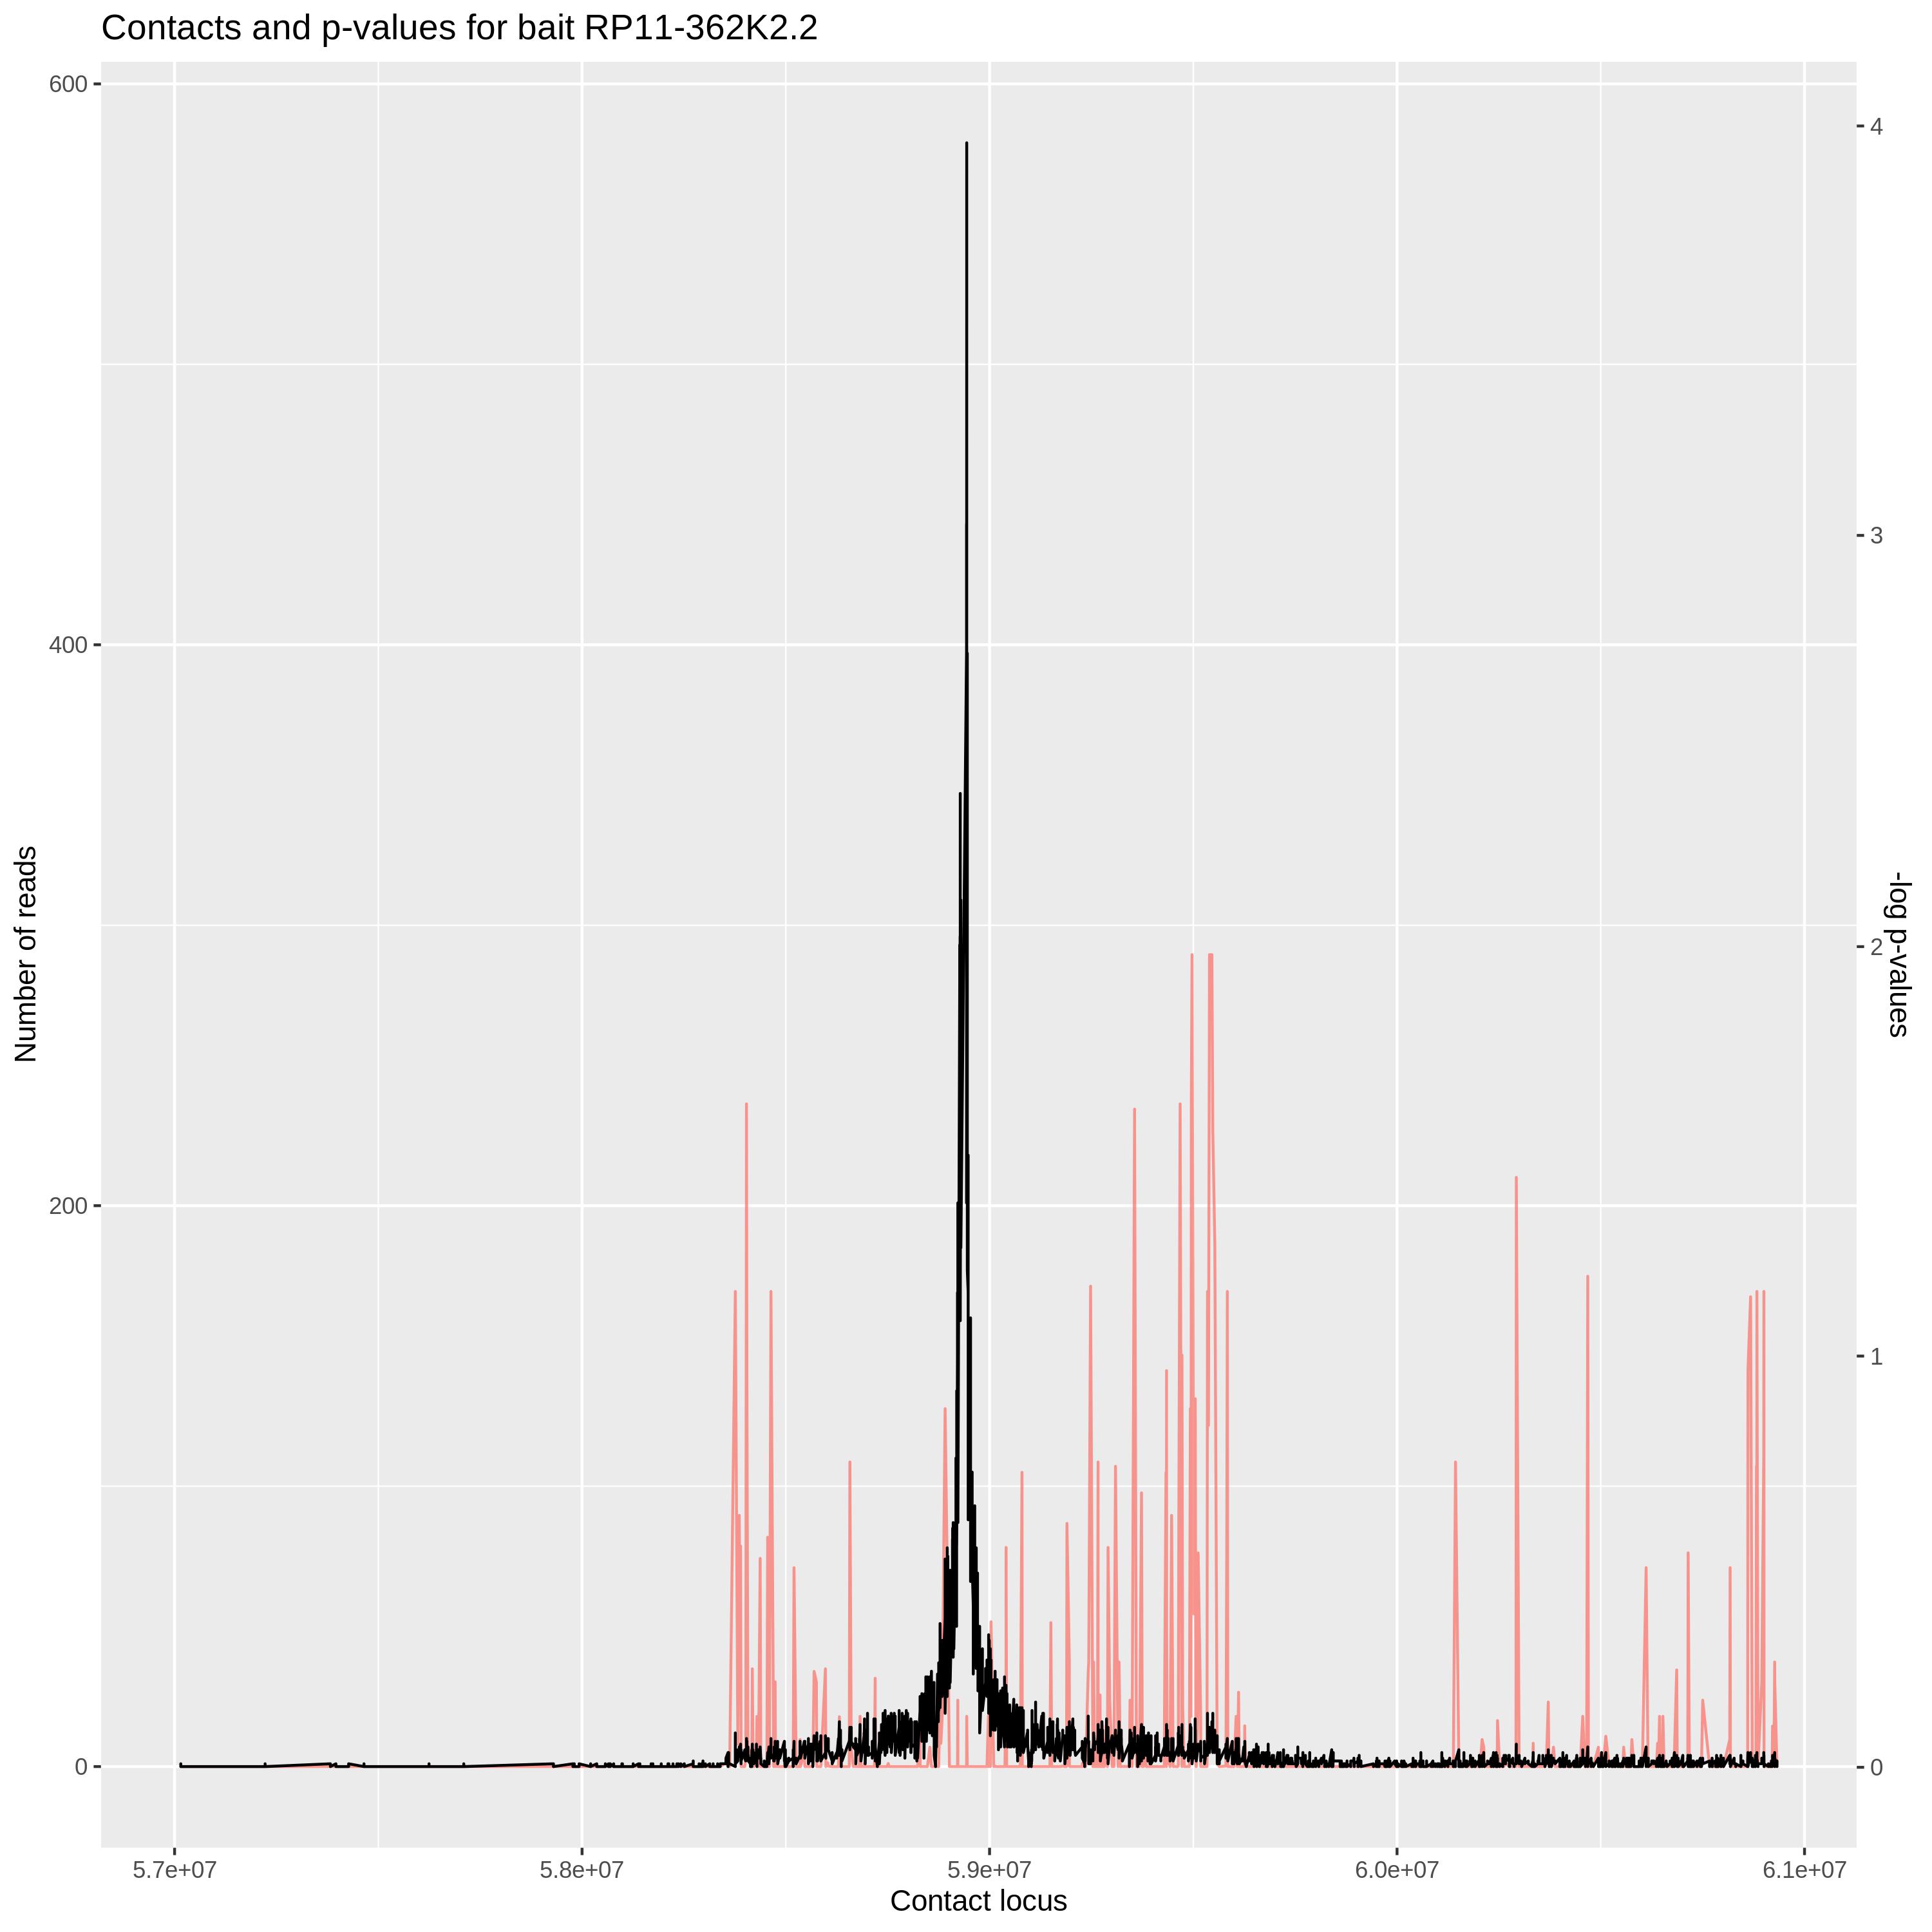 Contacts and p-values for bait RP11-362K2.2
600
400
200
0
Number of reads
4
3
2
1
0
-log p-values
5.7e+07
5.8e+07
5.9e+07
6.0e+07
6.1e+07
Contact locus